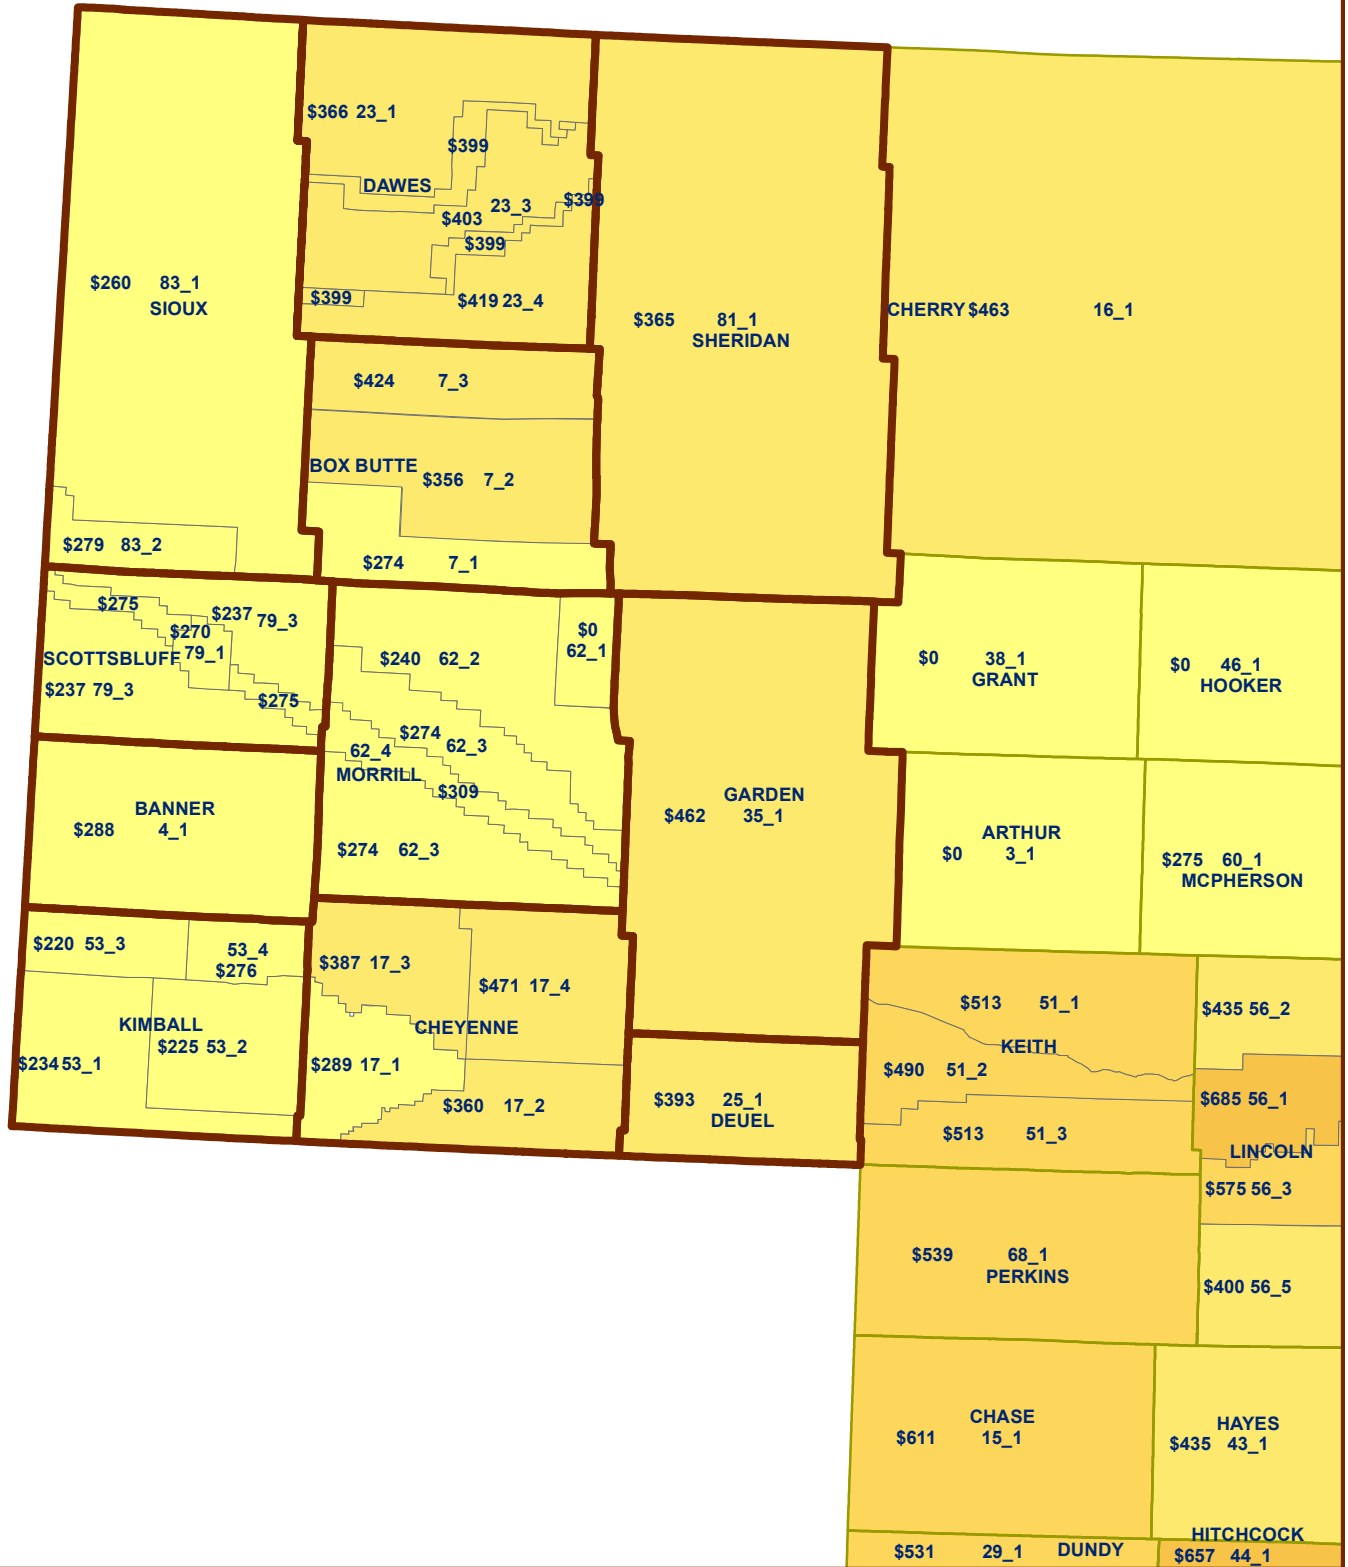 $366 23_1
$399
DAWES
$399
23_3
$403
$399
$399
$419 23_4
$260 83_1
SIOUX
$365 81_1
SHERIDAN
CHERRY $463 16_1
$424 7_3
BOX BUTTE
$356 7_2
$274 7_1
$279 83_2
$275
$237 79_3
$270
79_1
SCOTTSBLUFF
$237 79_3
$275
$0
62_1
$240 62_2
$274
62_3
62_4
MORRILL
$309
$274 62_3
$0 38_1
GRANT
$0 46_1
HOOKER
BANNER
$288 4_1
GARDEN
$462 35_1
ARTHUR
$0 3_1
$275 60_1
MCPHERSON
$220 53_3
53_4
$276
KIMBALL
$225 53_2
$234 53_1
$387 17_3
$471 17_4
CHEYENNE
$289 17_1
$360 17_2
$393 25_1
DEUEL
$513 51_1
KEITH
$490 51_2
$513 51_3
$435 56_2
$685 56_1
LINCOLN
$575 56_3
$400 56_5
$539 68_1
PERKINS
CHASE
$611 15_1
HAYES
$435 43_1
HITCHCOCK
$657 44_1
$531 29_1 DUNDY